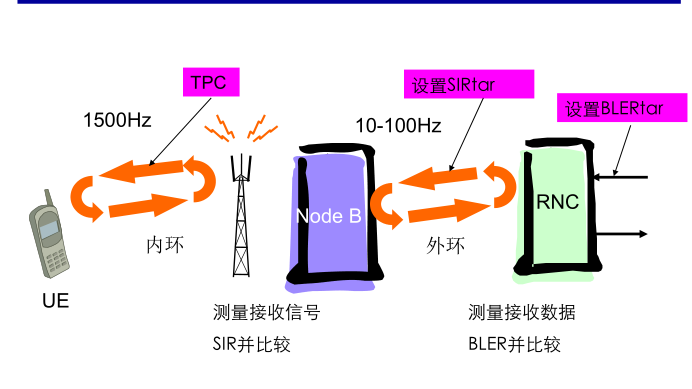 TPC
设置SIRtar
设置BLERtar
1500Hz
10-100Hz
Node B
RNC
内环
外环
UE
测量接收信号
SIR并比较
测量接收数据
BLER并比较